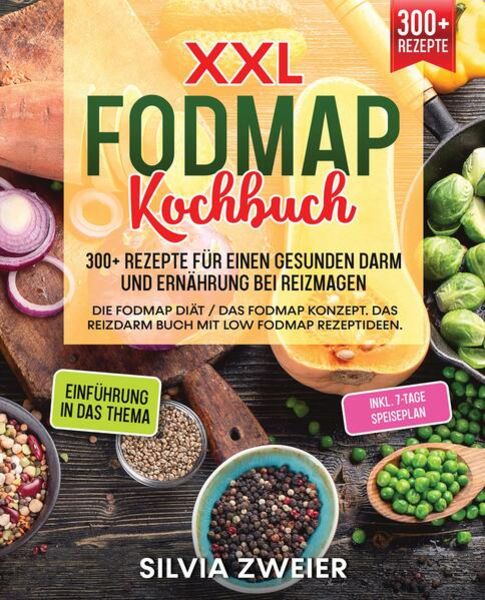 300+
REZEPTE
XXL
FODMAP
Kochbuch
300+ REZEPTE FÜR EINEN GESUNDEN DARM
UND ERNÄHRUNG BEI REIZMAGEN
DIE FODMAP DIÄT / DAS FODMAP KONZEPT. DAS
REIZDARM BUCH MIT LOW FODMAP REZEPTIDEEN.
EINFÜHRUNG
IN DAS THEMA
INKL. 7-TAGE
SPEISEPLAN
SILVIA ZWEIER